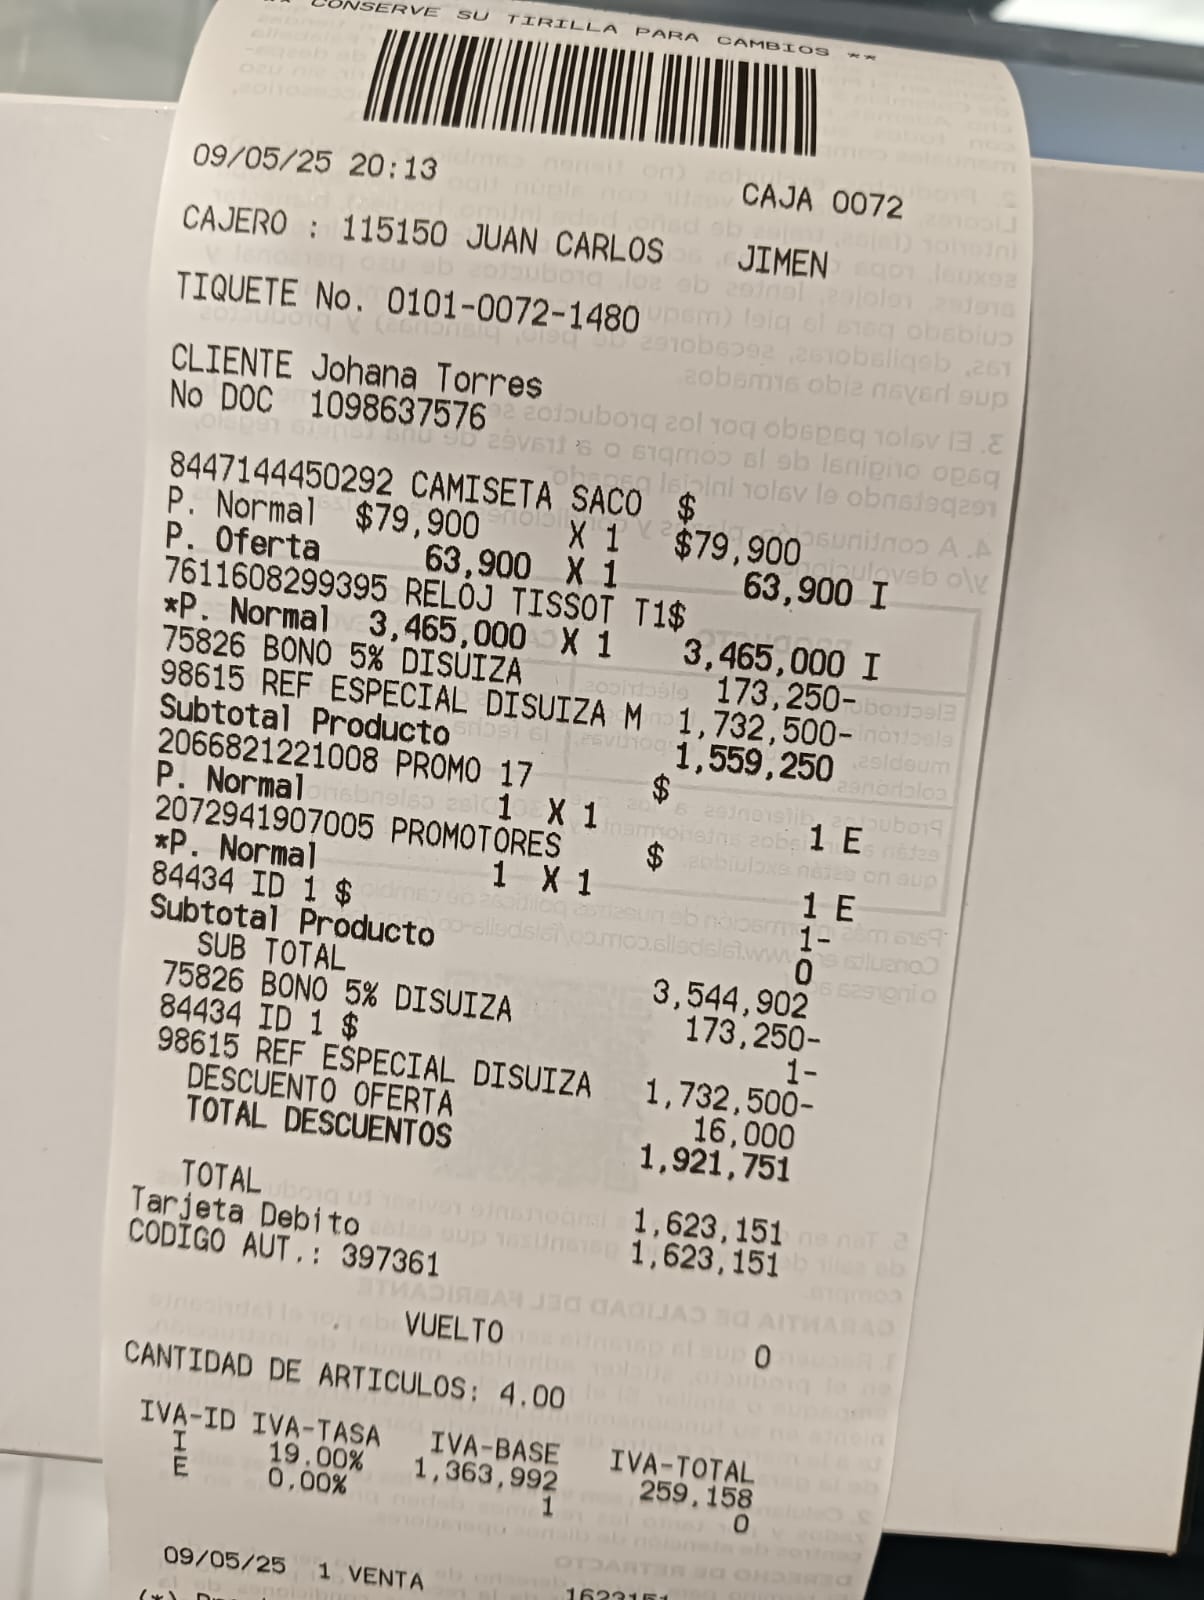 ** CONSERVE SU TIRILLA PARA CAMBIOS **
09/05/25 20:13 CAJA 0072
CAJERO : 115150 JUAN CARLOS JIMEN
TIQUETE No. 0101-0072-1480
CLIENTE Johana Torres
No DOC 1098637576
8447144450292 CAMISETA SACO $
P. Normal $79,900 X 1 $79,900
P. Oferta 63,900 X 1 63,900 I
7611608299395 RELOJ TISSOT T1$
*P. Normal 3,465,000 X 1 3,465,000 I
75826 BONO 5% DISUIZA 173,250-
98615 REF ESPECIAL DISUIZA M 1,732,500-
Subtotal Producto 1,559,250
2066821221008 PROMO 17 $
P. Normal 1 X 1 1 E
2072941907005 PROMOTORES $
*P. Normal 1 X 1 1 E
84434 ID 1 $ 1-
Subtotal Producto 0
SUB TOTAL 3,544,902
75826 BONO 5% DISUIZA 173,250-
84434 ID 1 $ 1-
98615 REF ESPECIAL DISUIZA 1,732,500-
DESCUENTO OFERTA 16,000
TOTAL DESCUENTOS 1,921,751
TOTAL 1,623,151
Tarjeta Debito 1,623,151
CODIGO AUT.: 397361
VUELTO 0
CANTIDAD DE ARTICULOS: 4.00
IVA-ID IVA-TASA IVA-BASE IVA-TOTAL
I 19.00% 1,363,992 259,158
E 0.00% 1 0
09/05/25 1 VENTA 1623151